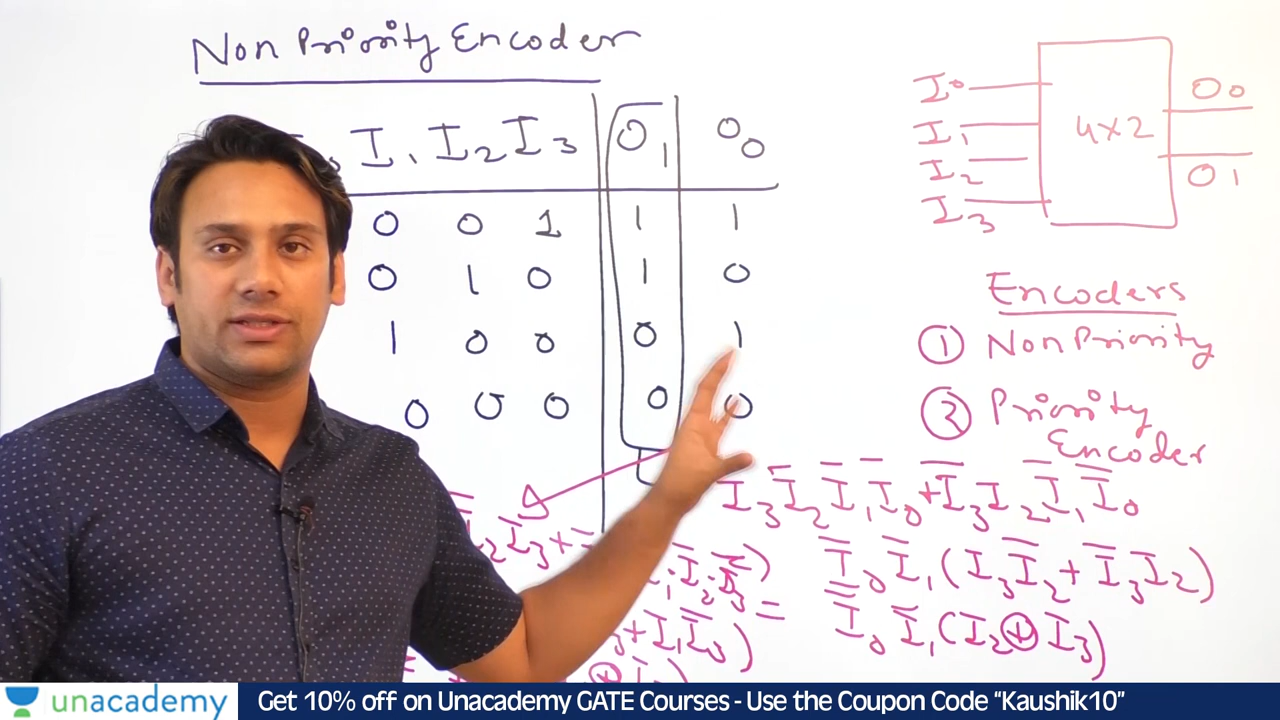 Non Priority Encoder
I₁ I₂ I₃ O₁ O₀
0 0 1 1 1
0 1 0 1 0
1 0 0 0 1
0 0 0 0 0
I₀
I₁
I₂
I₃
4x2
O₀
O₁
Encoders
① Non Priority
② Priority
Encoder
I₃I̅₂I̅₁I̅₀+I̅₃I₂I̅₁I̅₀
= I̅₀I̅₁(I₃I̅₂+I̅₃I₂)
I̅₀I̅₁(I₂⊕I₃)
unacademy
Get 10% off on Unacademy GATE Courses - Use the Coupon Code “Kaushik10”